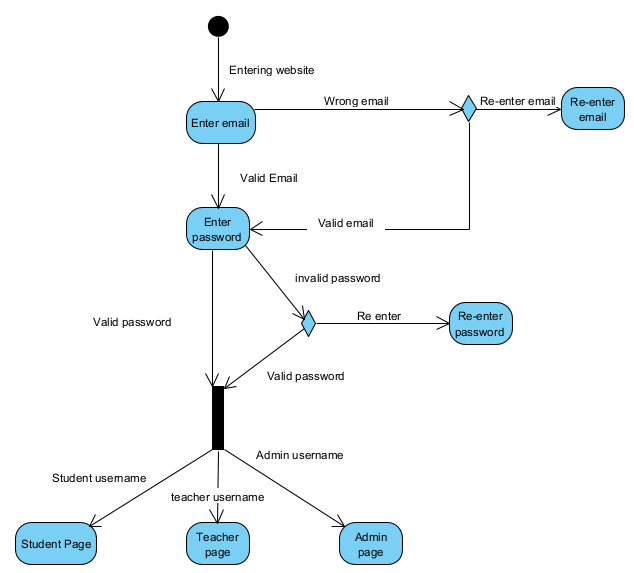 Entering website
Enter email
Wrong email
Re-enter email
Re-enter
email
Valid Email
Enter
password
Valid email
invalid password
Valid password
Re enter
Re-enter
password
Valid password
Student username
teacher username
Admin username
Student Page
Teacher
page
Admin
page